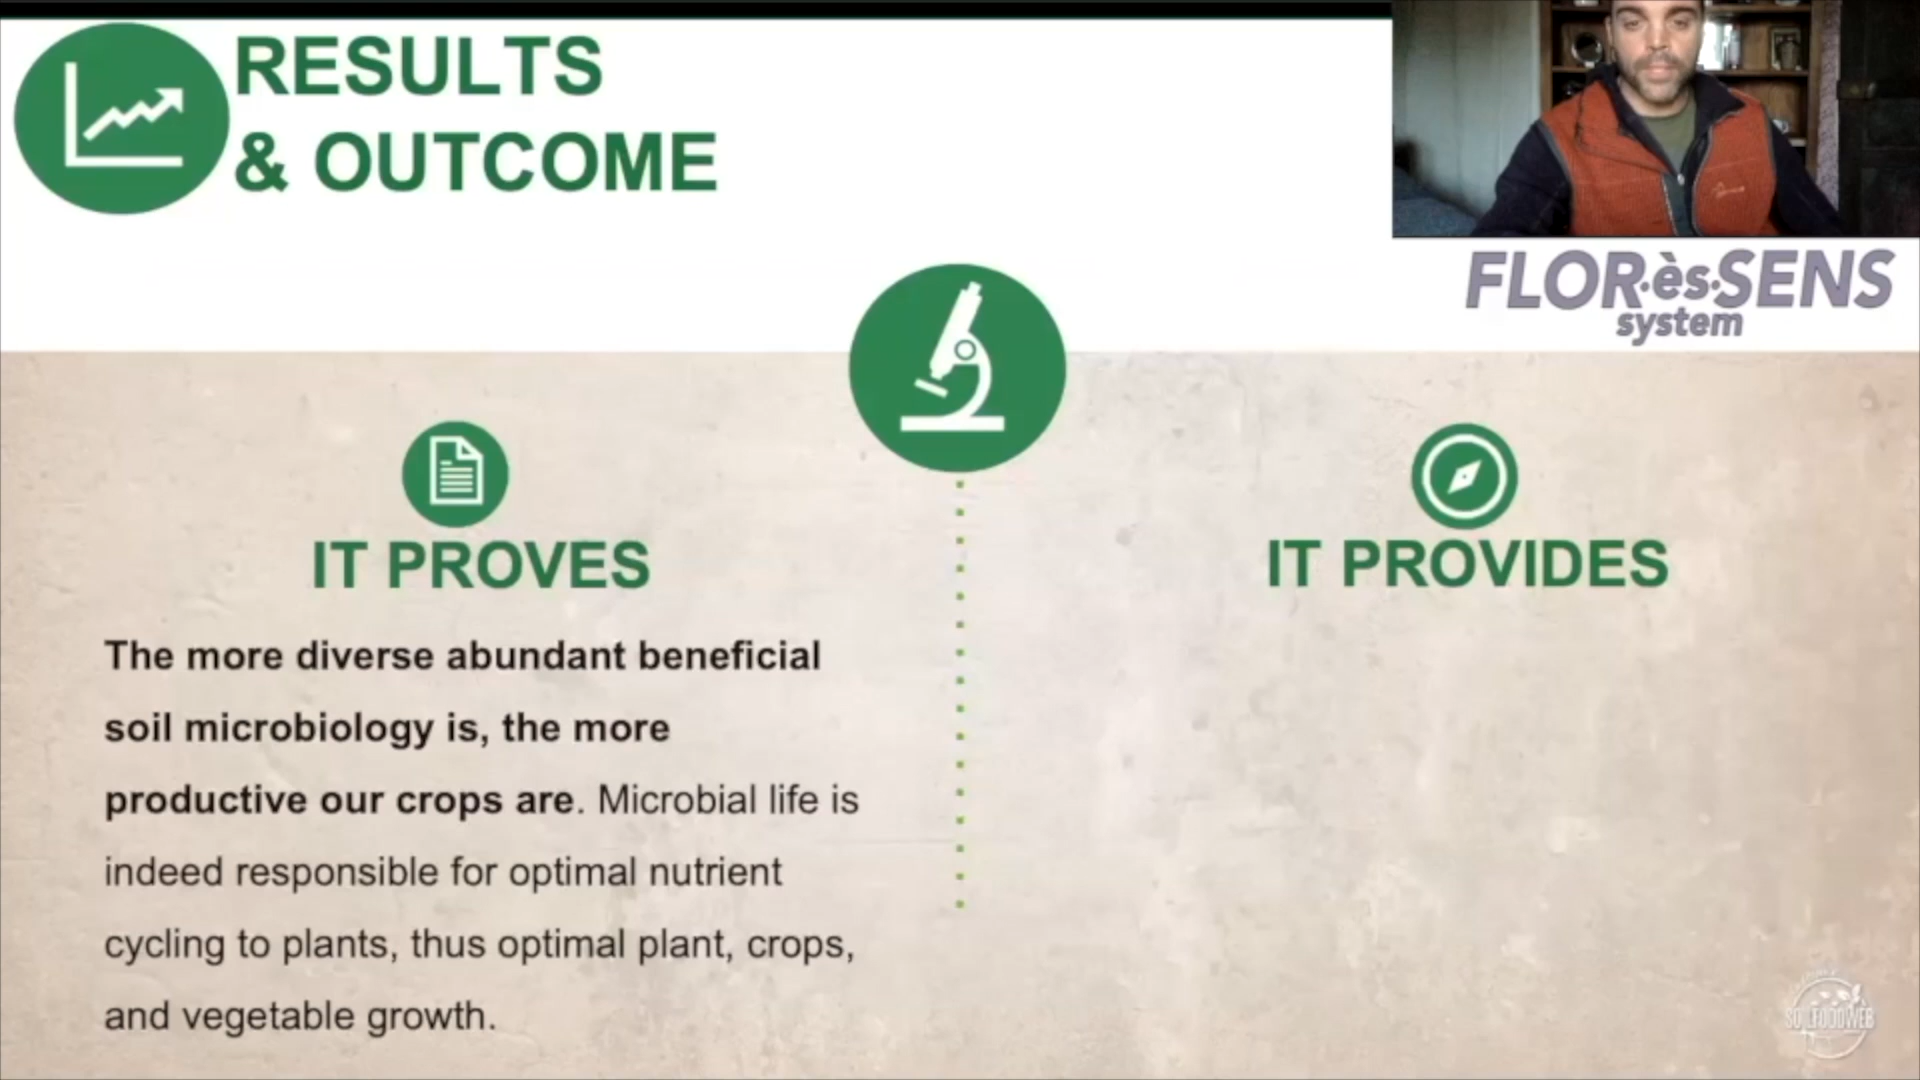 RESULTS
& OUTCOME
FLOR·ès·SENS
system
IT PROVES
The more diverse abundant beneficial
soil microbiology is, the more
productive our crops are. Microbial life is
indeed responsible for optimal nutrient
cycling to plants, thus optimal plant, crops,
and vegetable growth.
IT PROVIDES
SOILFOODWEB